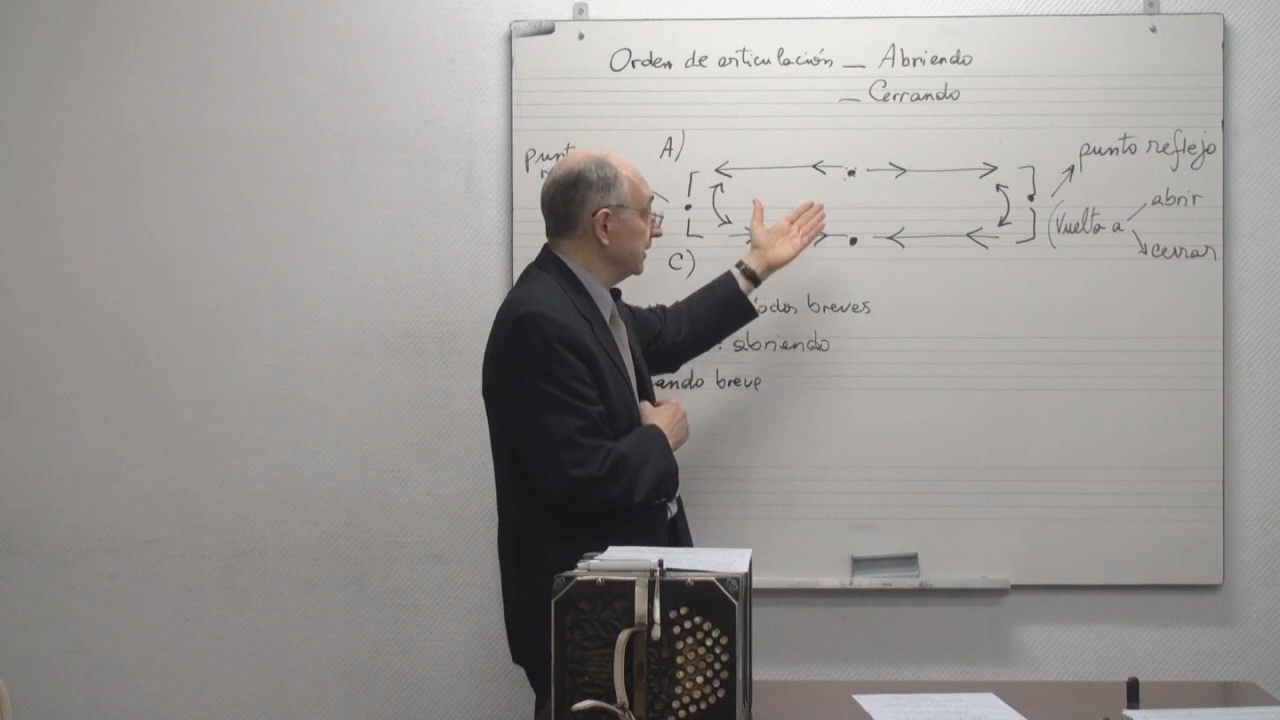 Orden de articulación — Abriendo
— Cerrando
A)
punto reflejo
(Vuelta a
abrir
cerrar
C)
breves
abriendo
breve